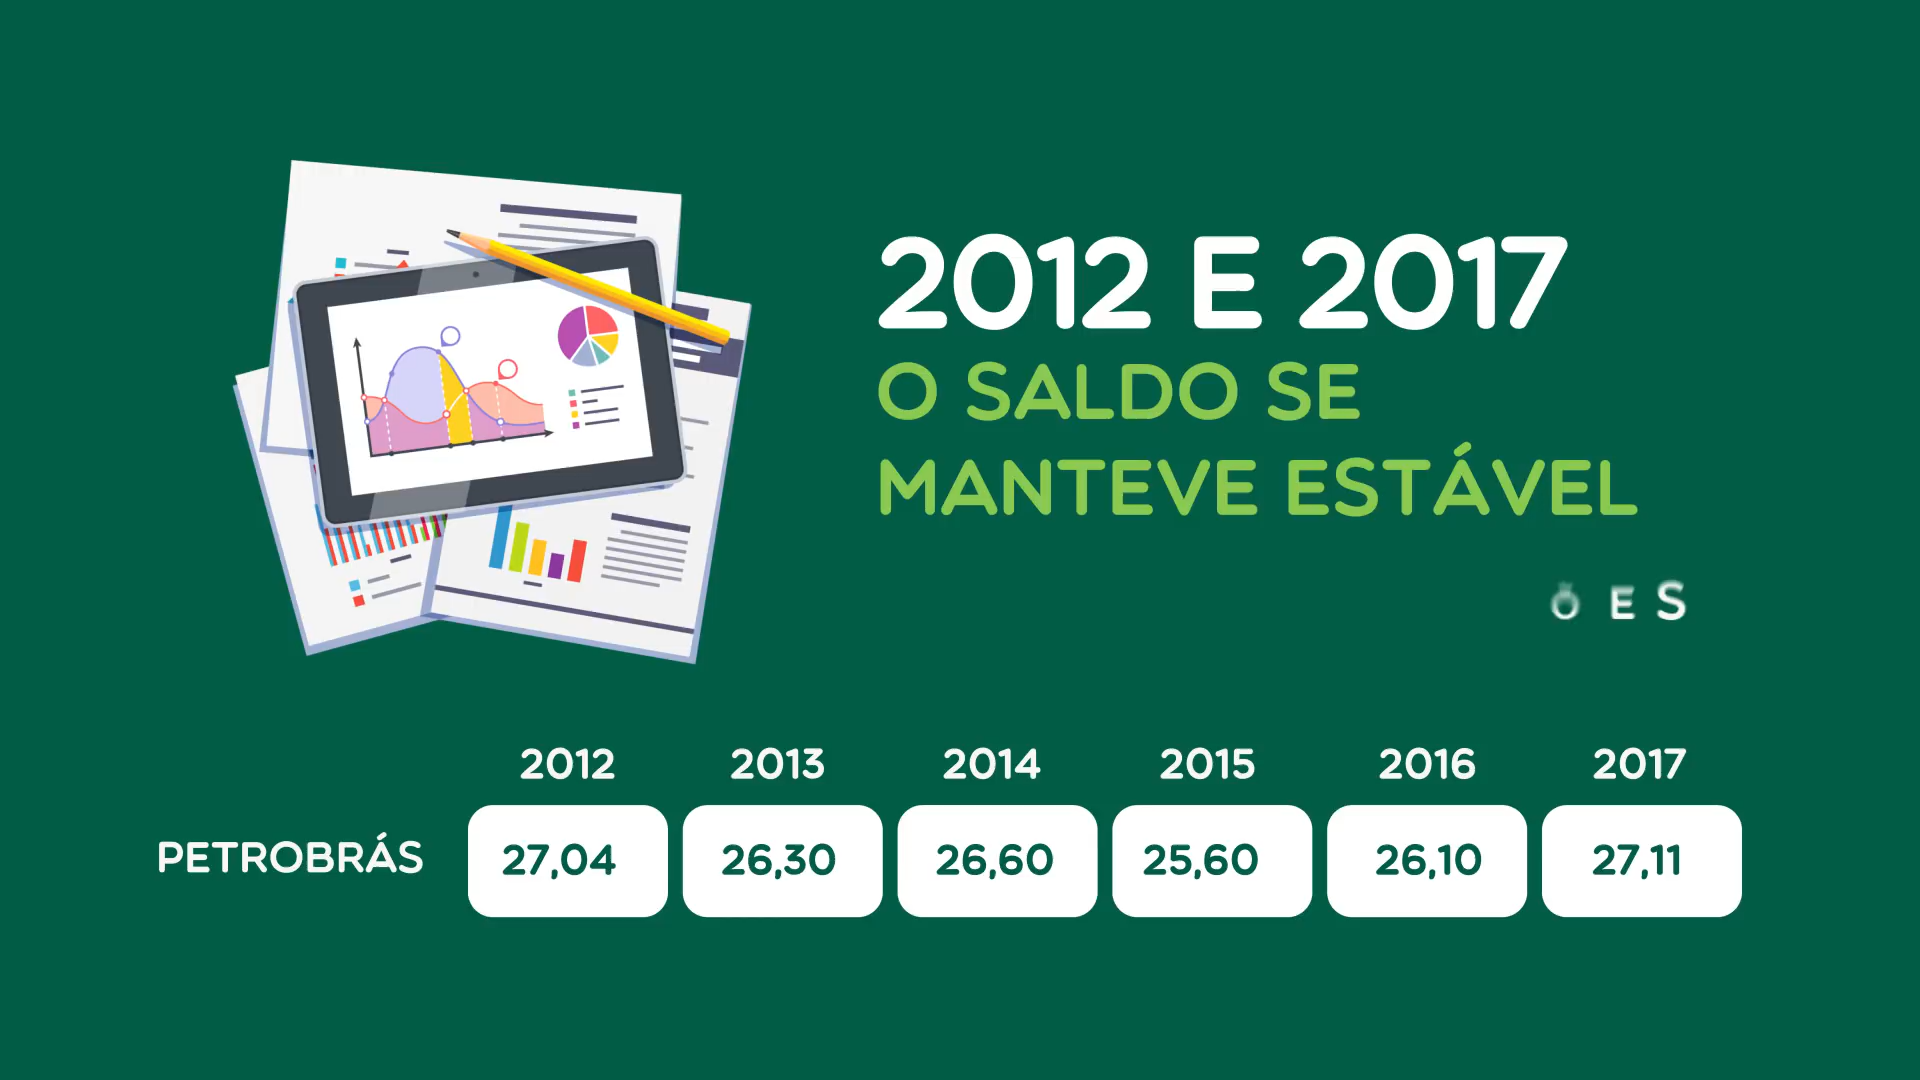 2012 E 2017
O SALDO SE
MANTEVE ESTÁVEL
2012 2013 2014 2015 2016 2017
PETROBRÁS 27,04 26,30 26,60 25,60 26,10 27,11